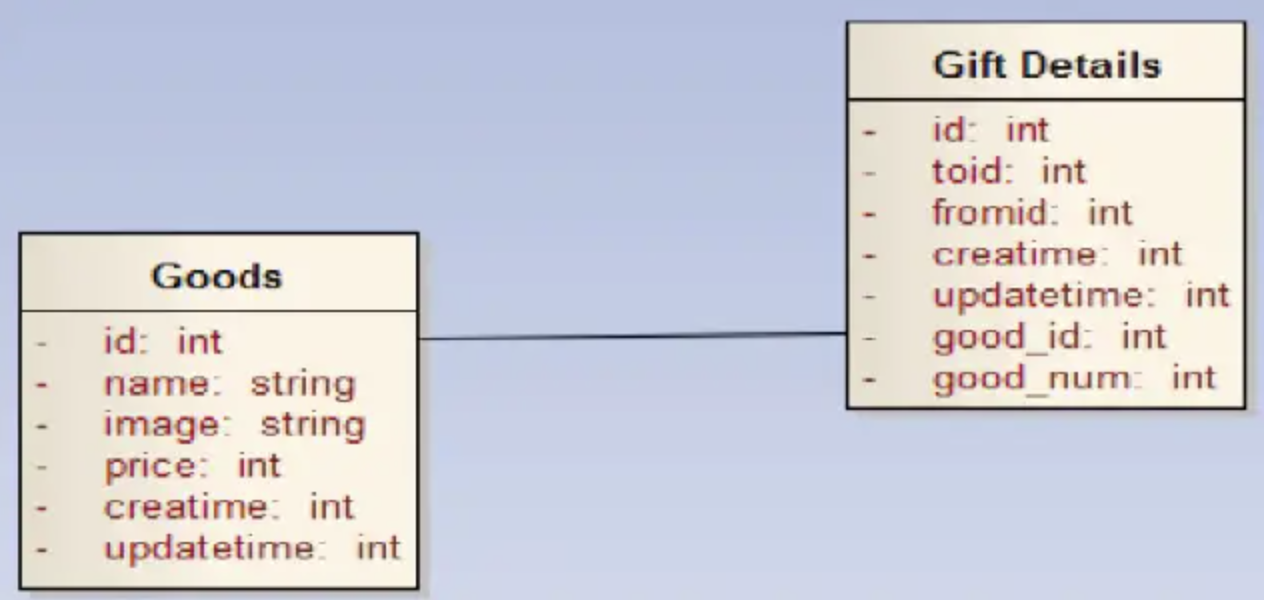 Gift Details
- id: int
- toid: int
- fromid: int
- creatime: int
- updatetime: int
- good_id: int
- good_num: int
Goods
- id: int
- name: string
- image: string
- price: int
- creatime: int
- updatetime: int